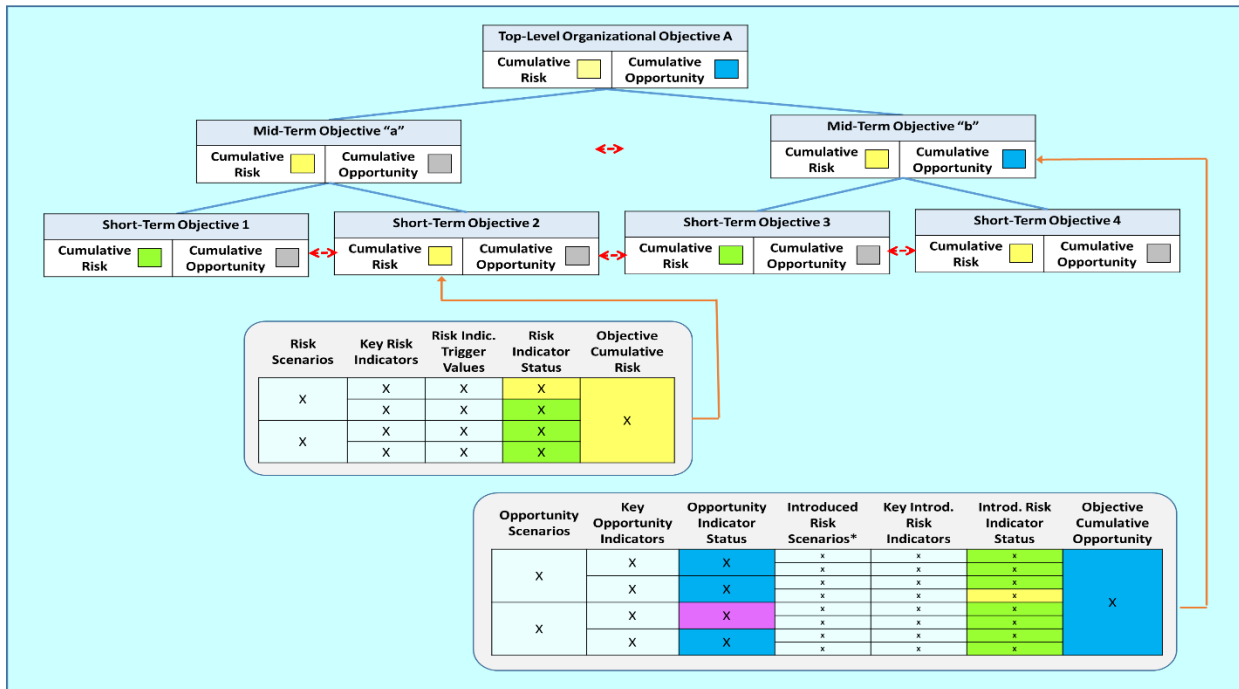 Top-Level Organizational Objective A
Cumulative Risk
Cumulative Opportunity
Mid-Term Objective “a”
Cumulative Risk
Cumulative Opportunity
Mid-Term Objective “b”
Cumulative Risk
Cumulative Opportunity
Short-Term Objective 1
Cumulative Risk
Cumulative Opportunity
Short-Term Objective 2
Cumulative Risk
Cumulative Opportunity
Short-Term Objective 3
Cumulative Risk
Cumulative Opportunity
Short-Term Objective 4
Cumulative Risk
Cumulative Opportunity
Risk Scenarios
Key Risk Indicators
Risk Indic. Trigger Values
Risk Indicator Status
Objective Cumulative Risk
X X X X X
X X X
X X X X
X X X
Opportunity Scenarios
Key Opportunity Indicators
Opportunity Indicator Status
Introduced Risk Scenarios*
Key Introd. Risk Indicators
Introd. Risk Indicator Status
Objective Cumulative Opportunity
X X X x x x X
x x x
X X x x x
x x x
X X X x x x
x x x
X X x x x
x x x